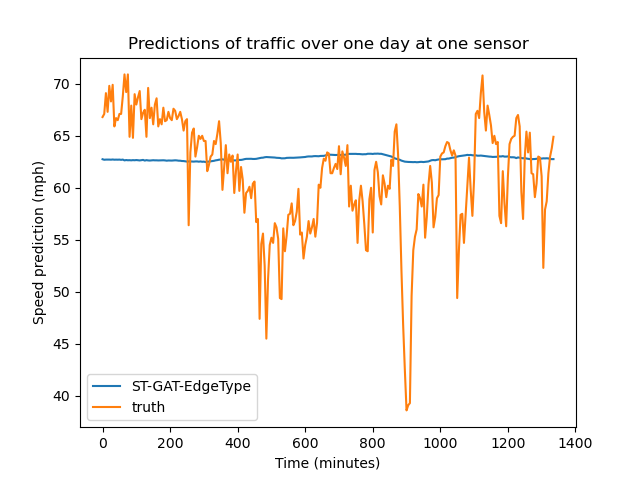 Predictions of traffic over one day at one sensor
Speed prediction (mph)
70
65
60
55
50
45
40
ST-GAT-EdgeType
truth
0 200 400 600 800 1000 1200 1400
Time (minutes)